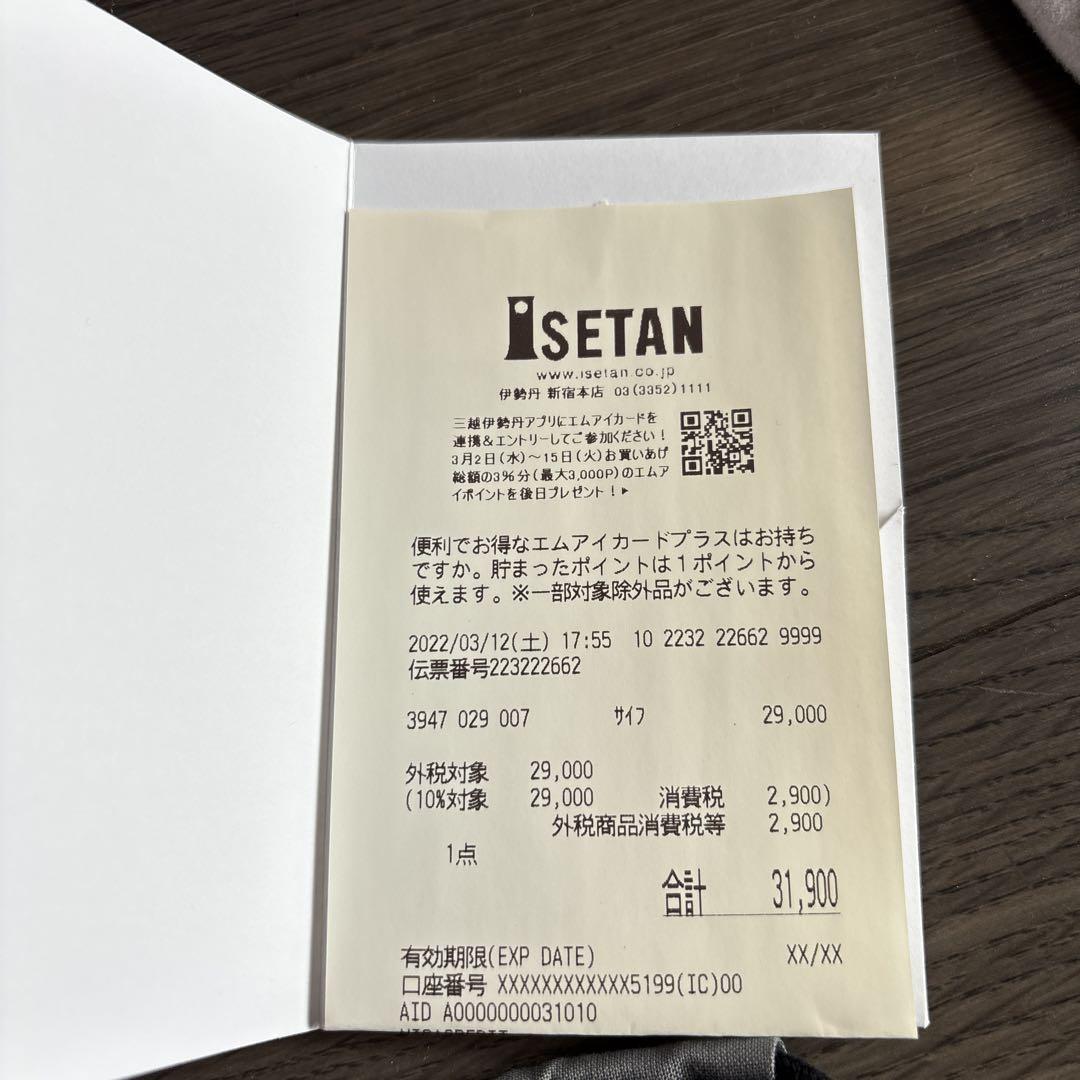 ISETAN
www.isetan.co.jp
伊勢丹 新宿本店 03(3352)1111
三越伊勢丹アプリにエムアイカードを
連携&エントリーしてご参加ください!
3月2日(水)~15日(火)お買いあげ
総額の3%分(最大3,000P)のエムア
イポイントを後日プレゼント!▶
便利でお得なエムアイカードプラスはお持ち
ですか。貯まったポイントは1ポイントから
使えます。※一部対象除外品がございます。
2022/03/12(土) 17:55 10 2232 22662 9999
伝票番号223222662
3947 029 007 サイフ 29,000
外税対象 29,000
(10%対象 29,000 消費税 2,900)
外税商品消費税等 2,900
1点
合計 31,900
有効期限(EXP DATE) XX/XX
口座番号 XXXXXXXXXXXX5199(IC)00
AID A0000000031010